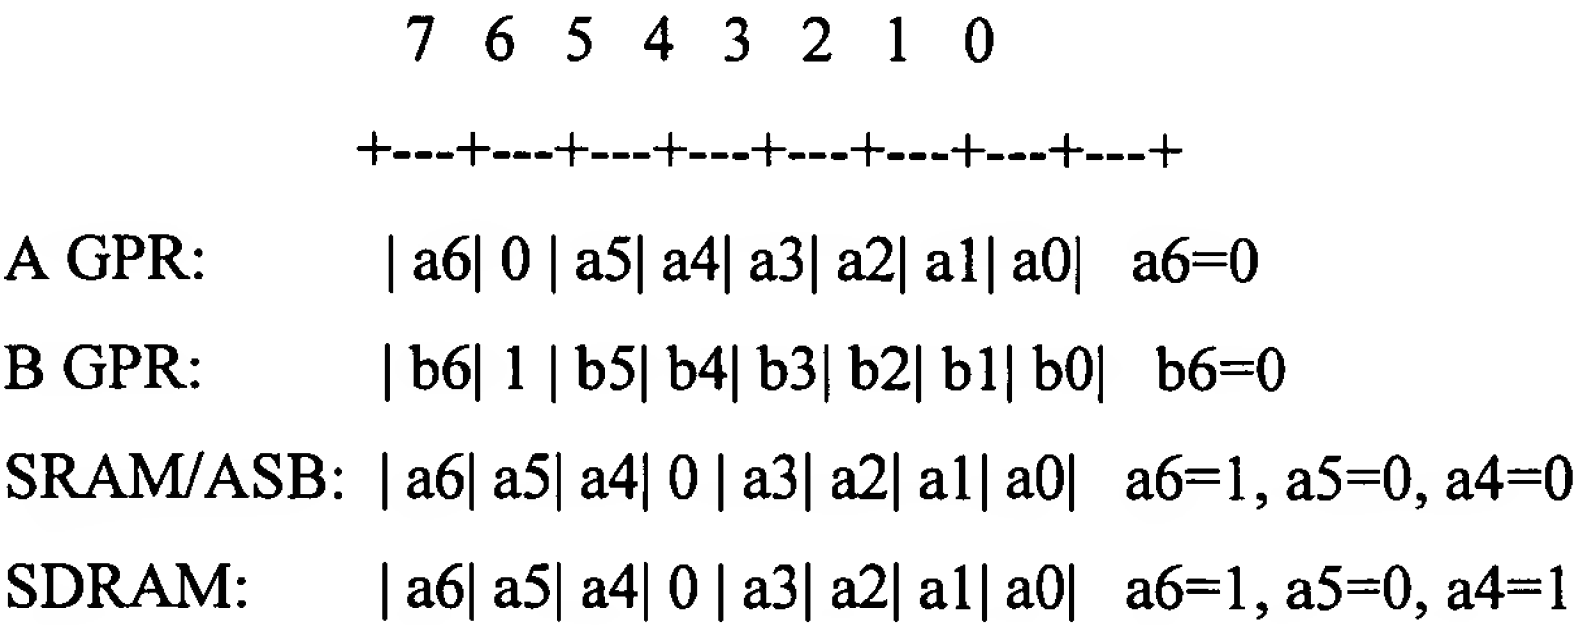 7 6 5 4 3 2 1 0
+---+---+---+---+---+---+---+---+
A GPR: | a6| 0 | a5| a4| a3| a2| a1| a0| a6=0
B GPR: | b6| 1 | b5| b4| b3| b2| b1| b0| b6=0
SRAM/ASB: | a6| a5| a4| 0 | a3| a2| a1| a0| a6=1, a5=0, a4=0
SDRAM: | a6| a5| a4| 0 | a3| a2| a1| a0| a6=1, a5=0, a4=1